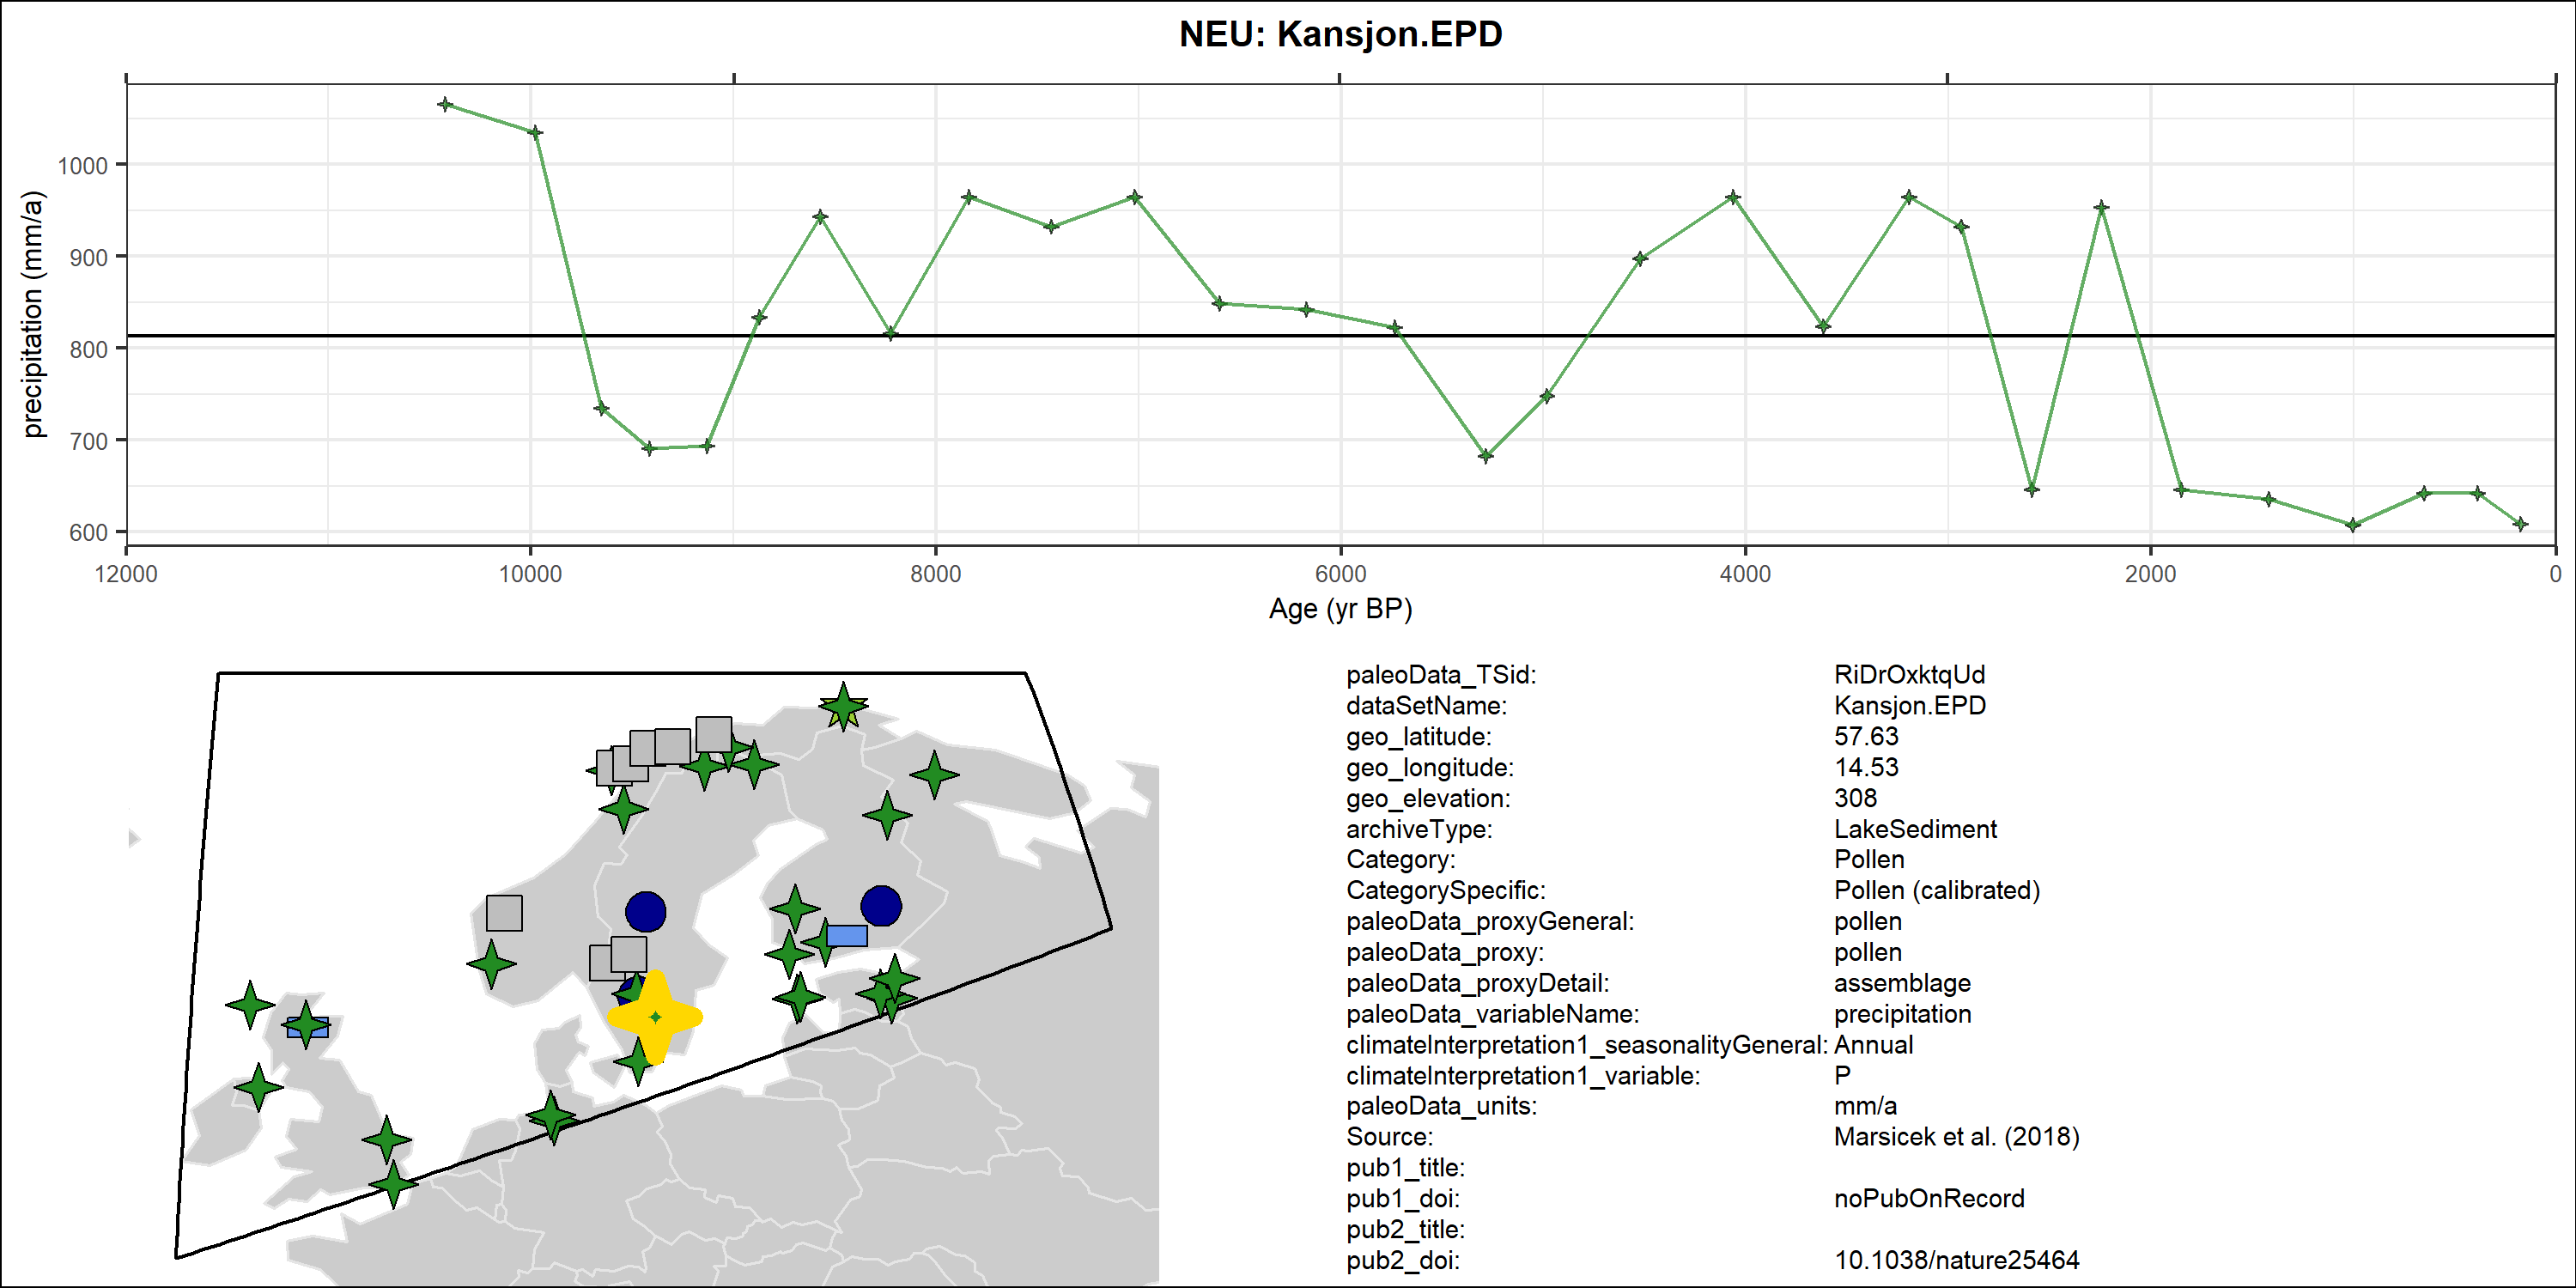 NEU: Kansjon.EPD
precipitation (mm/a)
1000
900
800
700
600
12000 10000 8000 6000 4000 2000 0
Age (yr BP)
paleoData_TSid: RiDrOxktqUd
dataSetName: Kansjon.EPD
geo_latitude: 57.63
geo_longitude: 14.53
geo_elevation: 308
archiveType: LakeSediment
Category: Pollen
CategorySpecific: Pollen (calibrated)
paleoData_proxyGeneral: pollen
paleoData_proxy: pollen
paleoData_proxyDetail: assemblage
paleoData_variableName: precipitation
climateInterpretation1_seasonalityGeneral: Annual
climateInterpretation1_variable: P
paleoData_units: mm/a
Source: Marsicek et al. (2018)
pub1_title:
pub1_doi: noPubOnRecord
pub2_title:
pub2_doi: 10.1038/nature25464